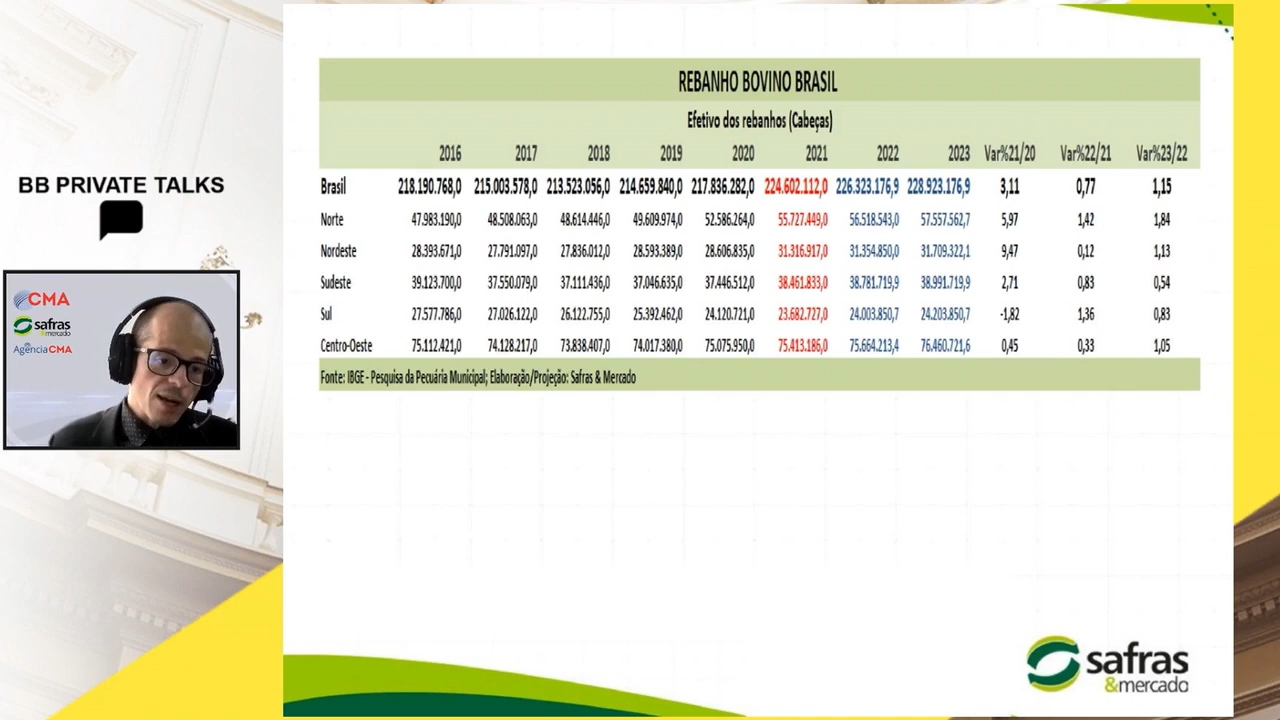 BB PRIVATE TALKS
CMA
safras
&mercado
Agência CMA
REBANHO BOVINO BRASIL
Efetivo dos rebanhos (Cabeças)
2016 2017 2018 2019 2020 2021 2022 2023 Var%21/20 Var%22/21 Var%23/22
Brasil 218.190.768,0 215.003.578,0 213.523.056,0 214.659.840,0 217.836.282,0 224.602.112,0 226.323.176,9 228.923.176,9 3,11 0,77 1,15
Norte 47.983.190,0 48.508.063,0 48.614.446,0 49.609.974,0 52.586.264,0 55.727.449,0 56.518.543,0 57.557.562,7 5,97 1,42 1,84
Nordeste 28.393.671,0 27.791.097,0 27.836.012,0 28.593.389,0 28.606.835,0 31.316.917,0 31.354.850,0 31.709.322,1 9,47 0,12 1,13
Sudeste 39.123.700,0 37.550.079,0 37.111.436,0 37.046.635,0 37.446.512,0 38.461.833,0 38.781.719,9 38.991.719,9 2,71 0,83 0,54
Sul 27.577.786,0 27.026.122,0 26.122.755,0 25.392.462,0 24.120.721,0 23.682.727,0 24.003.850,7 24.203.850,7 -1,82 1,36 0,83
Centro-Oeste 75.112.421,0 74.128.217,0 73.838.407,0 74.017.380,0 75.075.950,0 75.413.186,0 75.664.213,4 76.460.721,6 0,45 0,33 1,05
Fonte: IBGE - Pesquisa da Pecuária Municipal; Elaboração/Projeção: Safras & Mercado
safras
&mercado